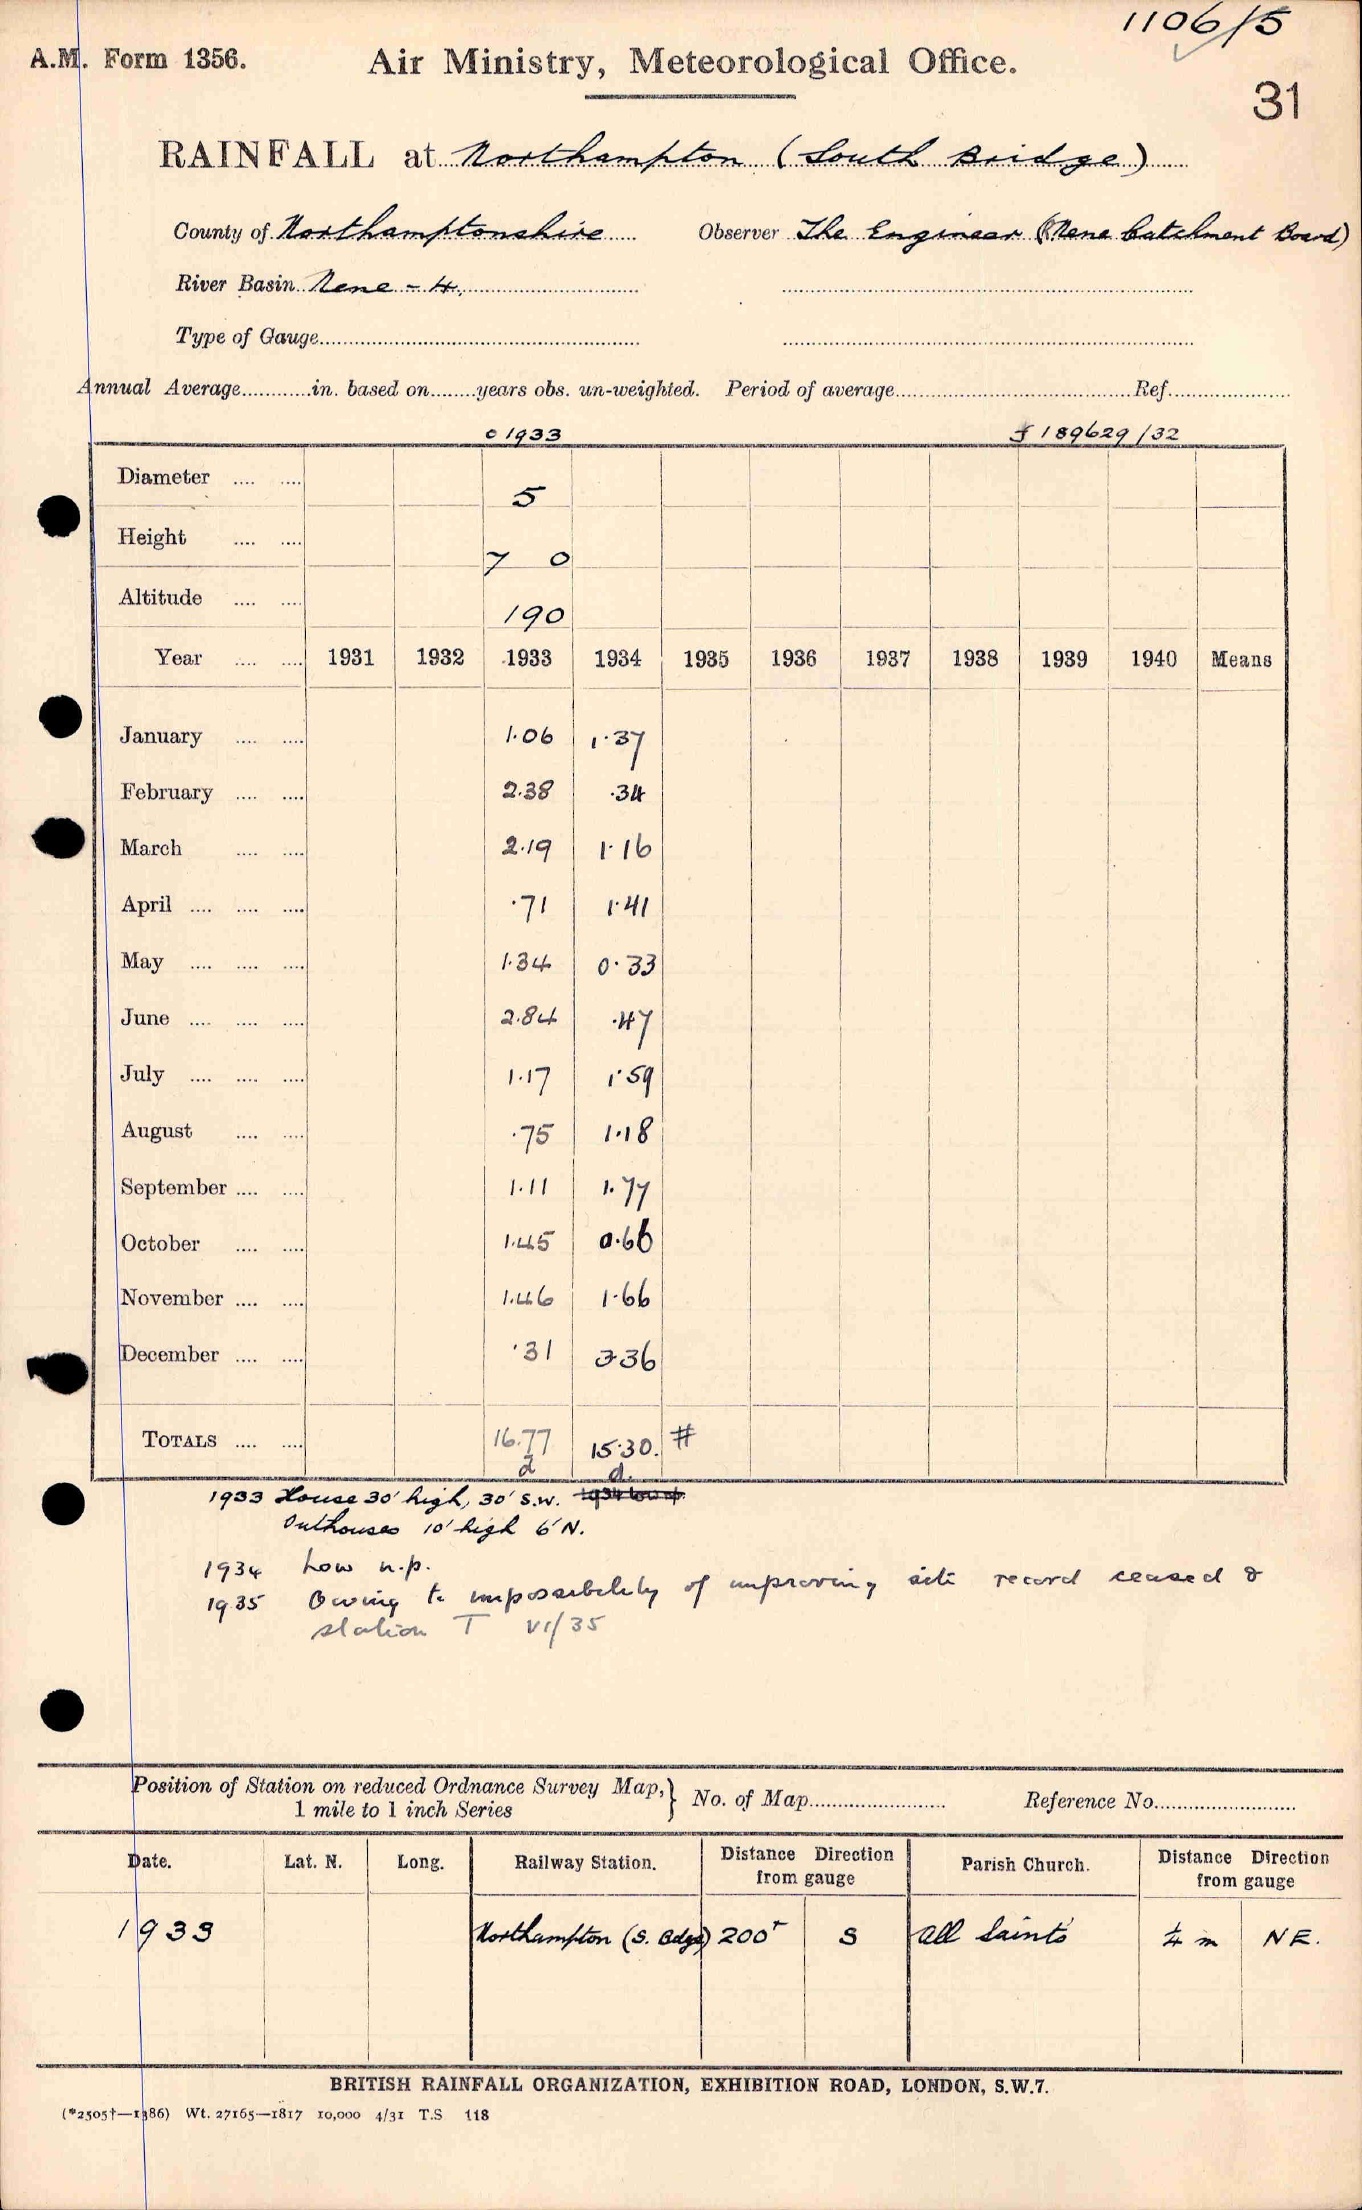 1106/5
A.M. Form 1356. Air Ministry, Meteorological Office.
31
RAINFALL at Northampton (South Bridge)
County of Northamptonshire Observer The Engineer (Nene Catchment Board)
River Basin Nene - 4.
Type of Gauge
Annual Average in. based on years obs. un-weighted. Period of average Ref.
1933 189629/32
Diameter 5
Height 7 0
Altitude 190
Year 1931 1932 1933 1934 1935 1936 1937 1938 1939 1940 Means
January 1.06 1.37
February 2.38 .34
March 2.19 1.16
April .71 1.41
May 1.34 0.33
June 2.84 .47
July 1.17 1.59
August .75 1.18
September 1.11 1.77
October 1.45 0.66
November 1.46 1.66
December .31 3.36
TOTALS 16.77 15.30. #
d d.
1933 House 30' high, 30' S.W.
Outhouses 10' high 6' N.
1934 Low n.p.
1935 Owing to impossibility of improving site record ceased &
station T VI/35
Position of Station on reduced Ordnance Survey Map, } No. of Map Reference No.
1 mile to 1 inch Series
Date. Lat. N. Long. Railway Station. Distance Direction from gauge Parish Church. Distance Direction from gauge
1933 Northampton (S. Bdge) 200+ S All Saints ¼ m NE.
BRITISH RAINFALL ORGANIZATION, EXHIBITION ROAD, LONDON, S.W.7.
(*2505†—1386) Wt. 27165—1817 10,000 4/31 T.S 118